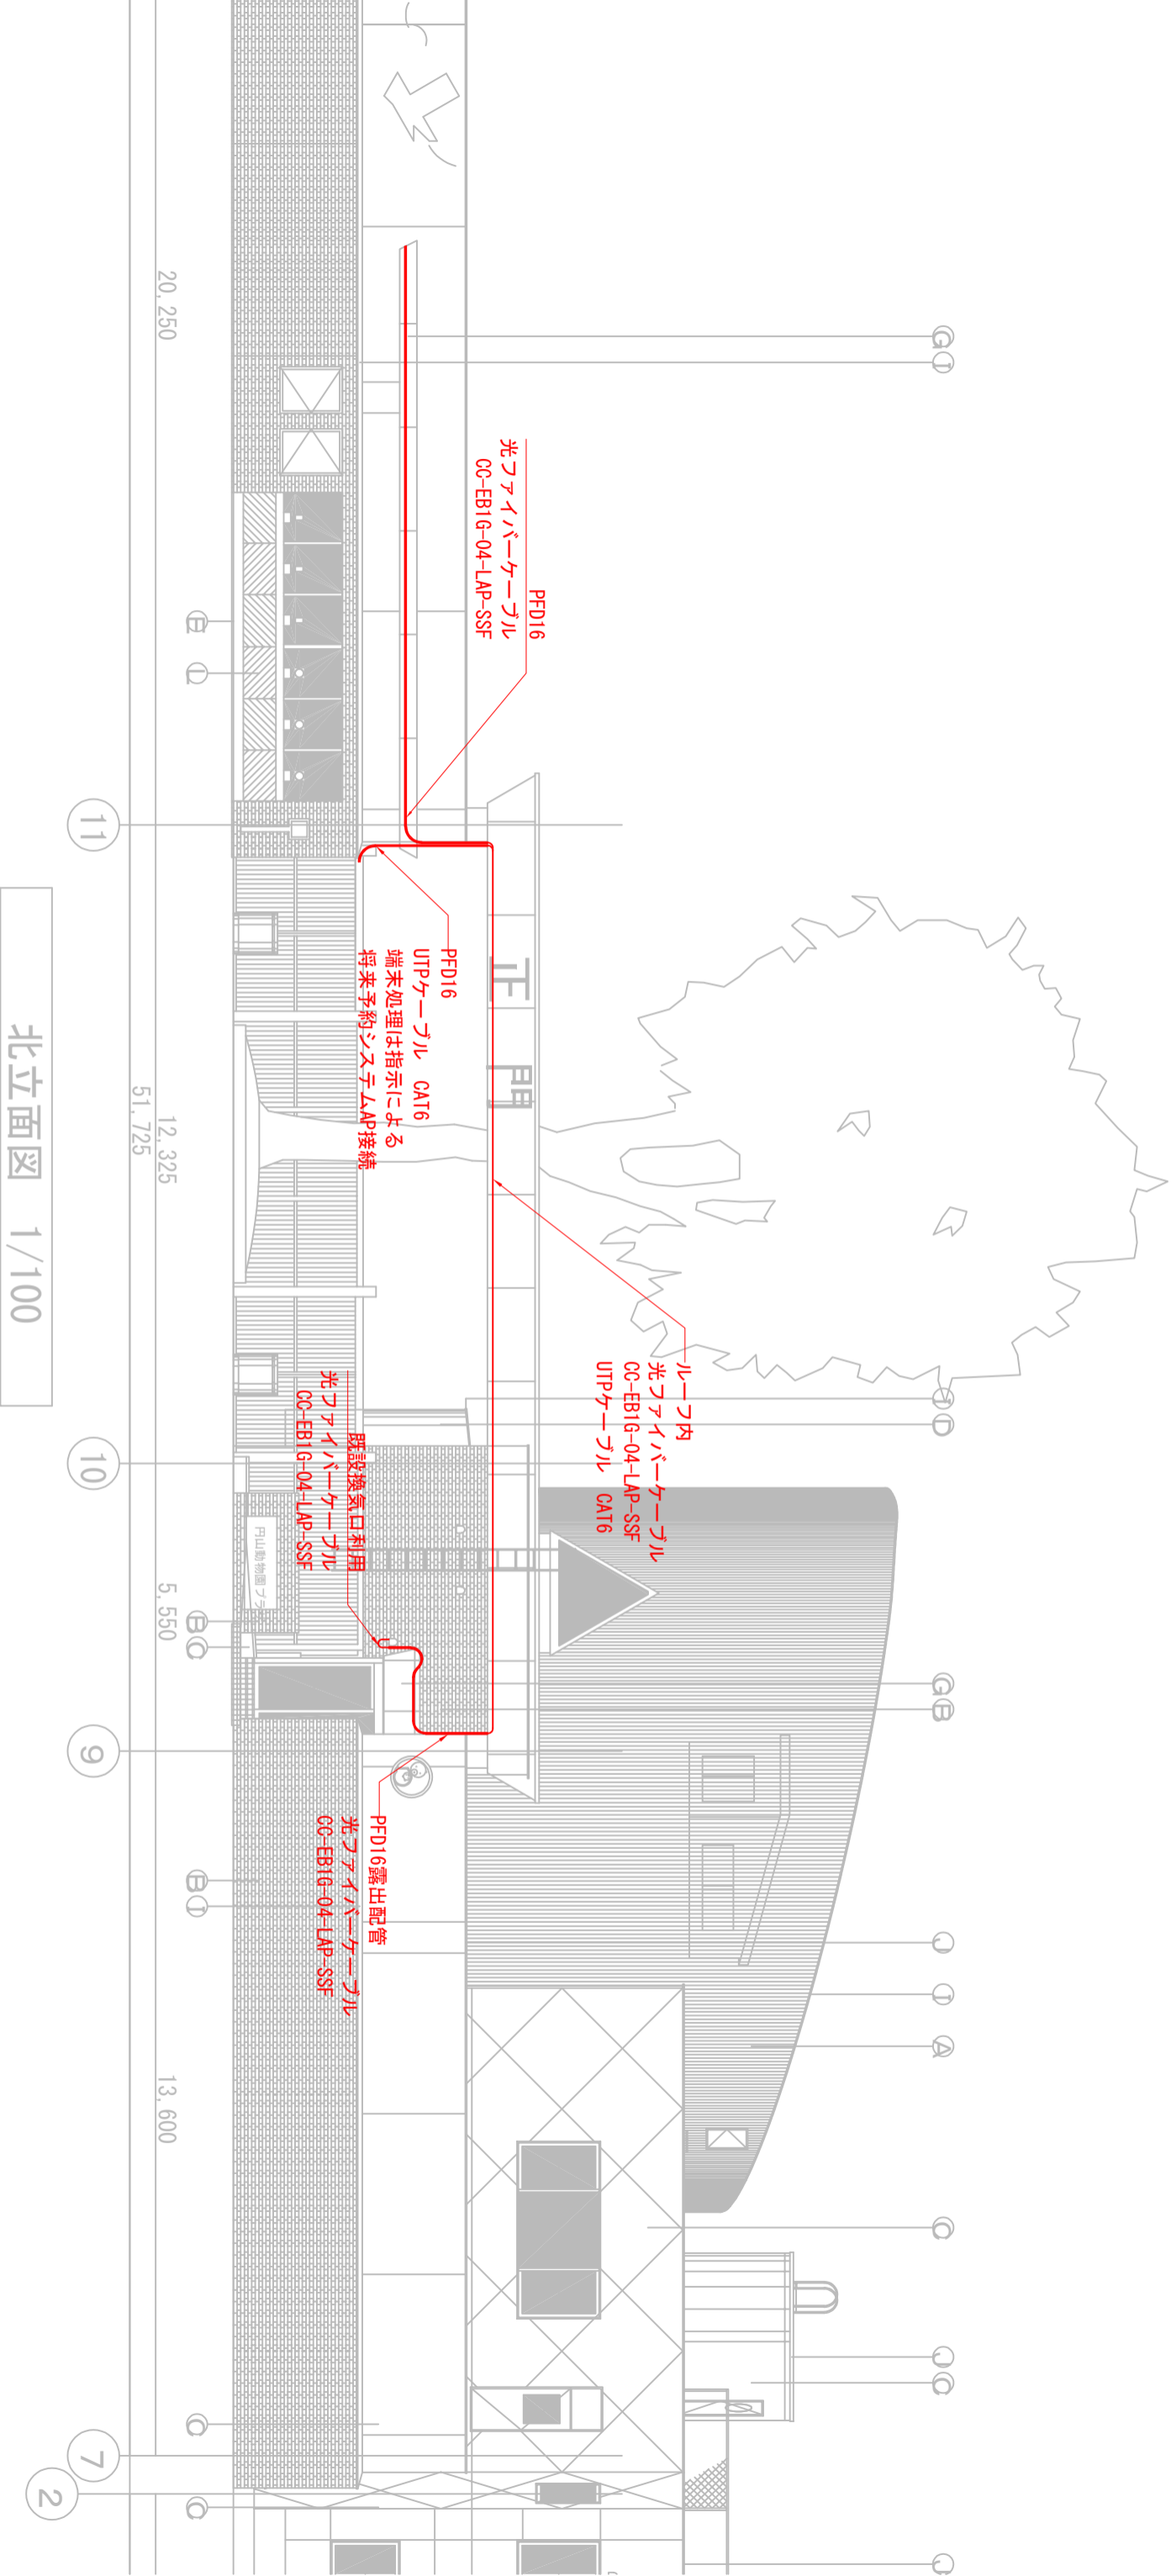 G
I
PFD16
光ファイバーケーブル
CC-EB1G-04-LAP-SSF
ルーフ内
光ファイバーケーブル
CC-EB1G-04-LAP-SSF
UTPケーブル CAT6
I
D
G
B
J
I
A
C
J
C
J
正門
PFD16
UTPケーブル CAT6
端末処理は指示による
将来予約システムAP接続
既設換気口利用
光ファイバーケーブル
CC-EB1G-04-LAP-SSF
PFD16露出配管
光ファイバーケーブル
CC-EB1G-04-LAP-SSF
E
L
B
C
B
I
C
C
20,250
12,325
5,550
13,600
51,725
11
10
9
7
2
北立面図 1/100